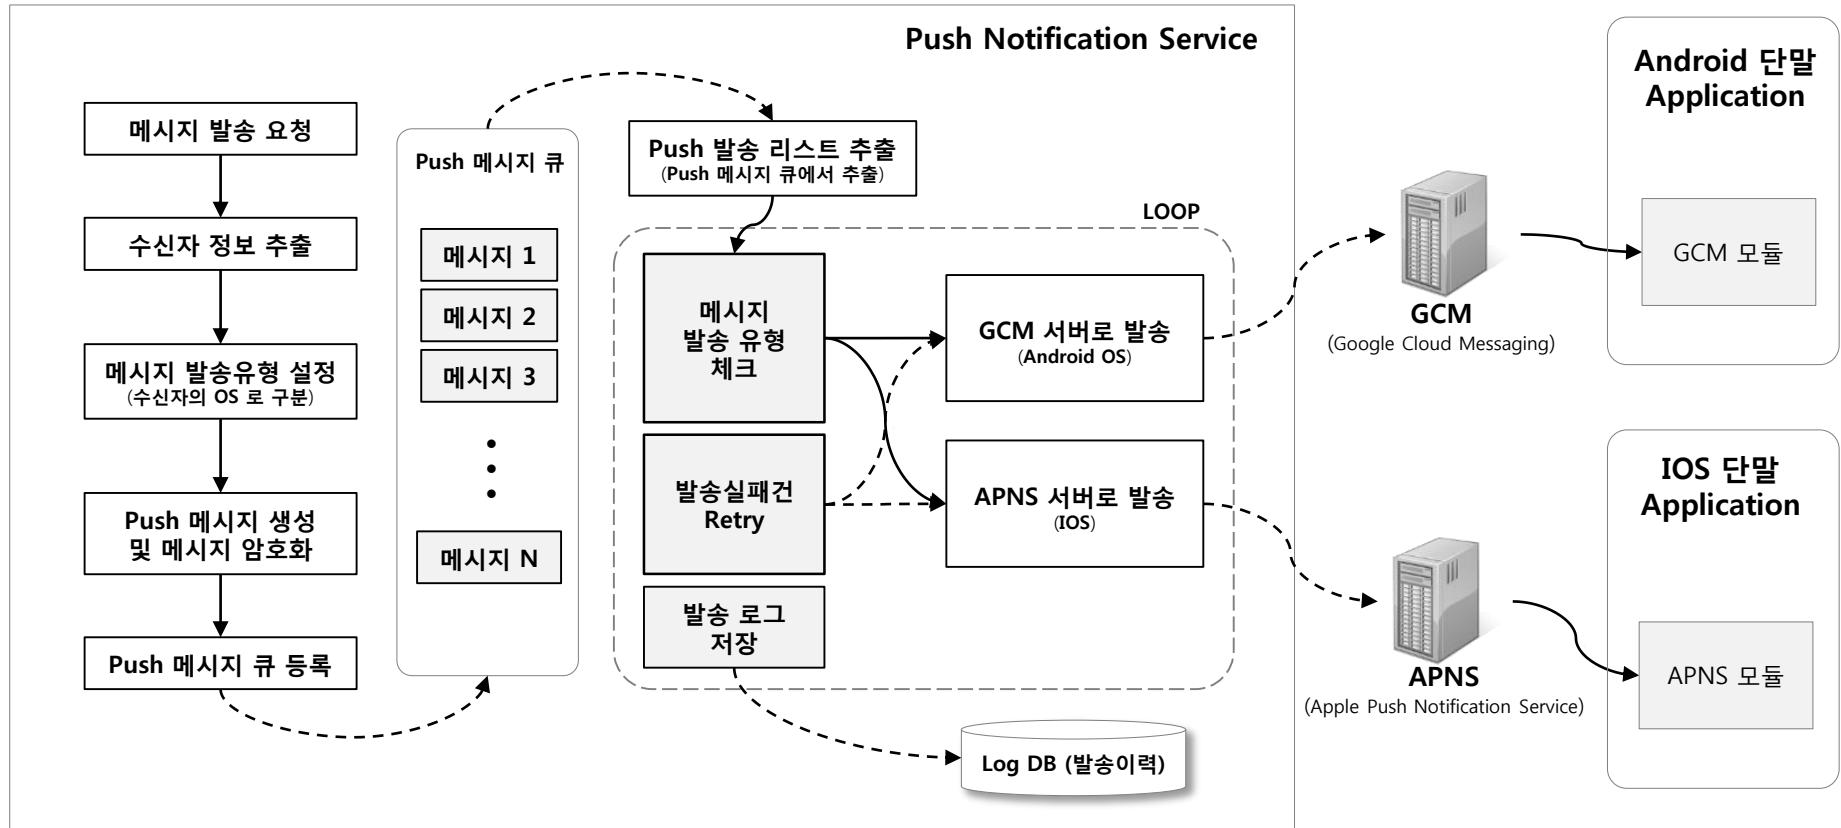 Push Notification Service
메시지 발송 요청
수신자 정보 추출
메시지 발송유형 설정
(수신자의 OS 로 구분)
Push 메시지 생성
및 메시지 암호화
Push 메시지 큐 등록
Push 메시지 큐
메시지 1
메시지 2
메시지 3
메시지 N
Push 발송 리스트 추출
(Push 메시지 큐에서 추출)
LOOP
메시지
발송 유형
체크
발송실패건
Retry
발송 로그
저장
GCM 서버로 발송
(Android OS)
APNS 서버로 발송
(IOS)
Log DB (발송이력)
GCM
(Google Cloud Messaging)
APNS
(Apple Push Notification Service)
Android 단말
Application
GCM 모듈
IOS 단말
Application
APNS 모듈